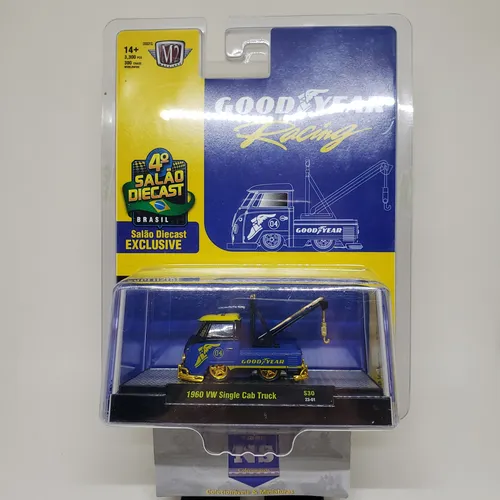 14+
M2
GOODYEAR
Racing
4º
SALÃO
DIECAST
BRASIL
Salão Diecast
EXCLUSIVE
04
GOODYEAR
04
GOODYEAR
1960 VW Single Cab Truck
S30
NS